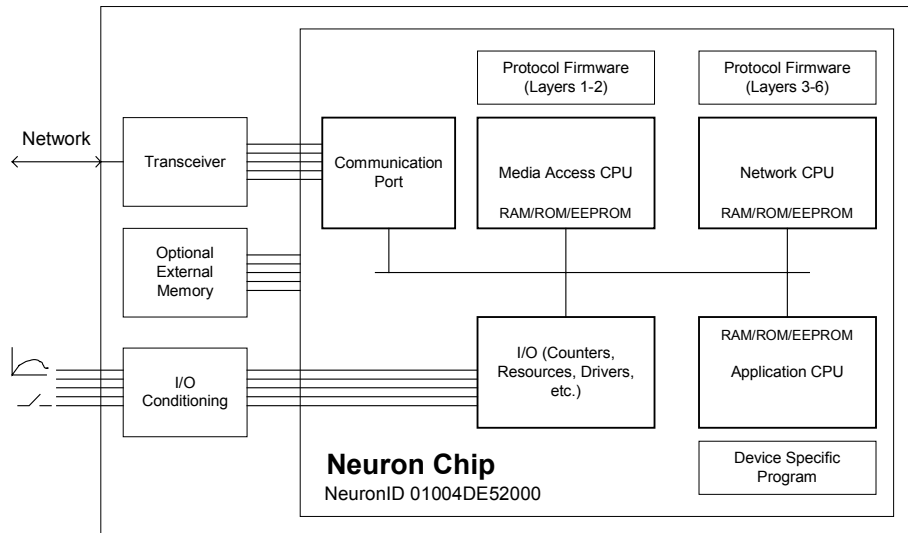 Protocol Firmware
(Layers 1-2)
Protocol Firmware
(Layers 3-6)
Network
Transceiver
Communication
Port
Media Access CPU
RAM/ROM/EEPROM
Network CPU
RAM/ROM/EEPROM
Optional
External
Memory
I/O
Conditioning
I/O (Counters,
Resources, Drivers,
etc.)
RAM/ROM/EEPROM
Application CPU
Neuron Chip
NeuronID 01004DE52000
Device Specific
Program